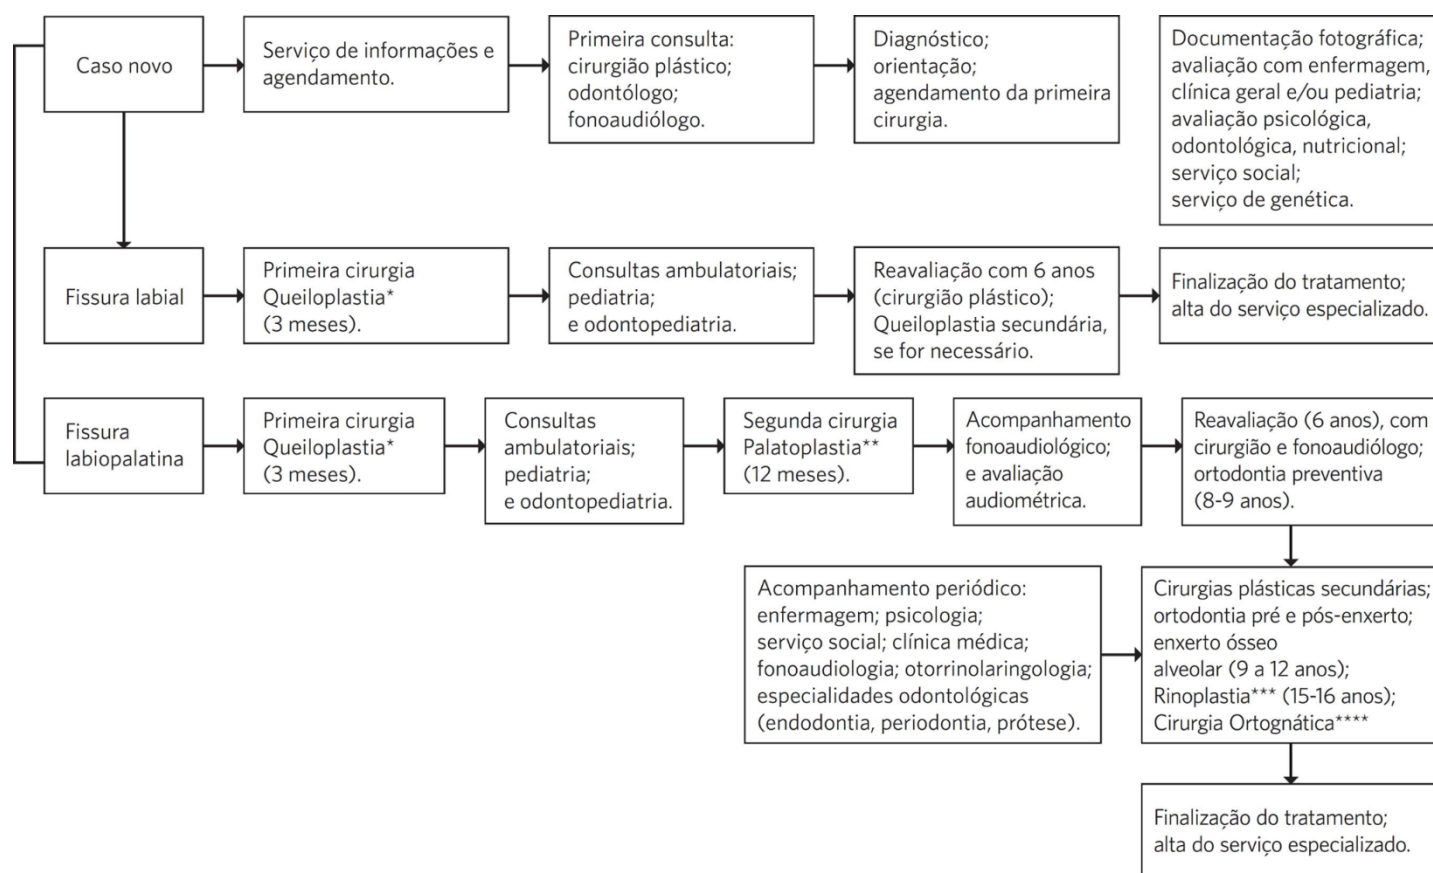 Caso novo
Serviço de informações e
agendamento.
Primeira consulta:
cirurgião plástico;
odontólogo;
fonoaudiólogo.
Diagnóstico;
orientação;
agendamento da primeira
cirurgia.
Documentação fotográfica;
avaliação com enfermagem,
clínica geral e/ou pediatria;
avaliação psicológica,
odontológica, nutricional;
serviço social;
serviço de genética.
Fissura labial
Primeira cirurgia
Queiloplastia*
(3 meses).
Consultas ambulatoriais;
pediatria;
e odontopediatria.
Reavaliação com 6 anos
(cirurgião plástico);
Queiloplastia secundária,
se for necessário.
Finalização do tratamento;
alta do serviço especializado.
Fissura
labiopalatina
Primeira cirurgia
Queiloplastia*
(3 meses).
Consultas
ambulatoriais;
pediatria;
e odontopediatria.
Segunda cirurgia
Palatoplastia**
(12 meses).
Acompanhamento
fonoaudiológico;
e avaliação
audiométrica.
Reavaliação (6 anos), com
cirurgião e fonoaudiólogo;
ortodontia preventiva
(8-9 anos).
Acompanhamento periódico:
enfermagem; psicologia;
serviço social; clínica médica;
fonoaudiologia; otorrinolaringologia;
especialidades odontológicas
(endodontia, periodontia, prótese).
Cirurgias plásticas secundárias;
ortodontia pré e pós-enxerto;
enxerto ósseo
alveolar (9 a 12 anos);
Rinoplastia*** (15-16 anos);
Cirurgia Ortognática****
Finalização do tratamento;
alta do serviço especializado.